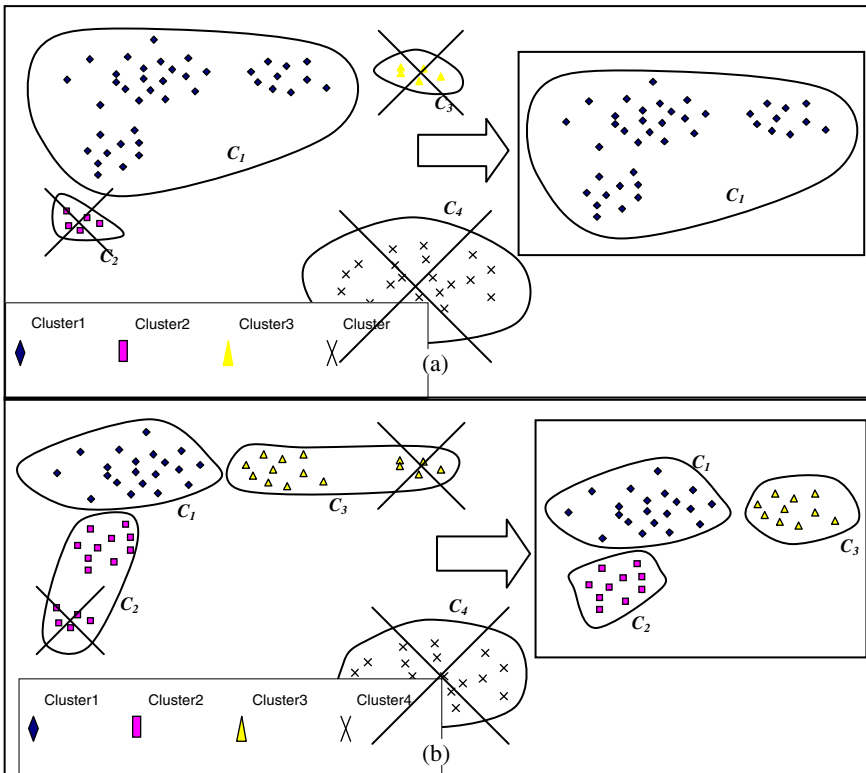 C3
C1
C1
C4
C2
Cluster1 Cluster2 Cluster3 Cluster
(a)
C1
C1 C3
C3
C2
C4
C2
Cluster1 Cluster2 Cluster3 Cluster4
(b)